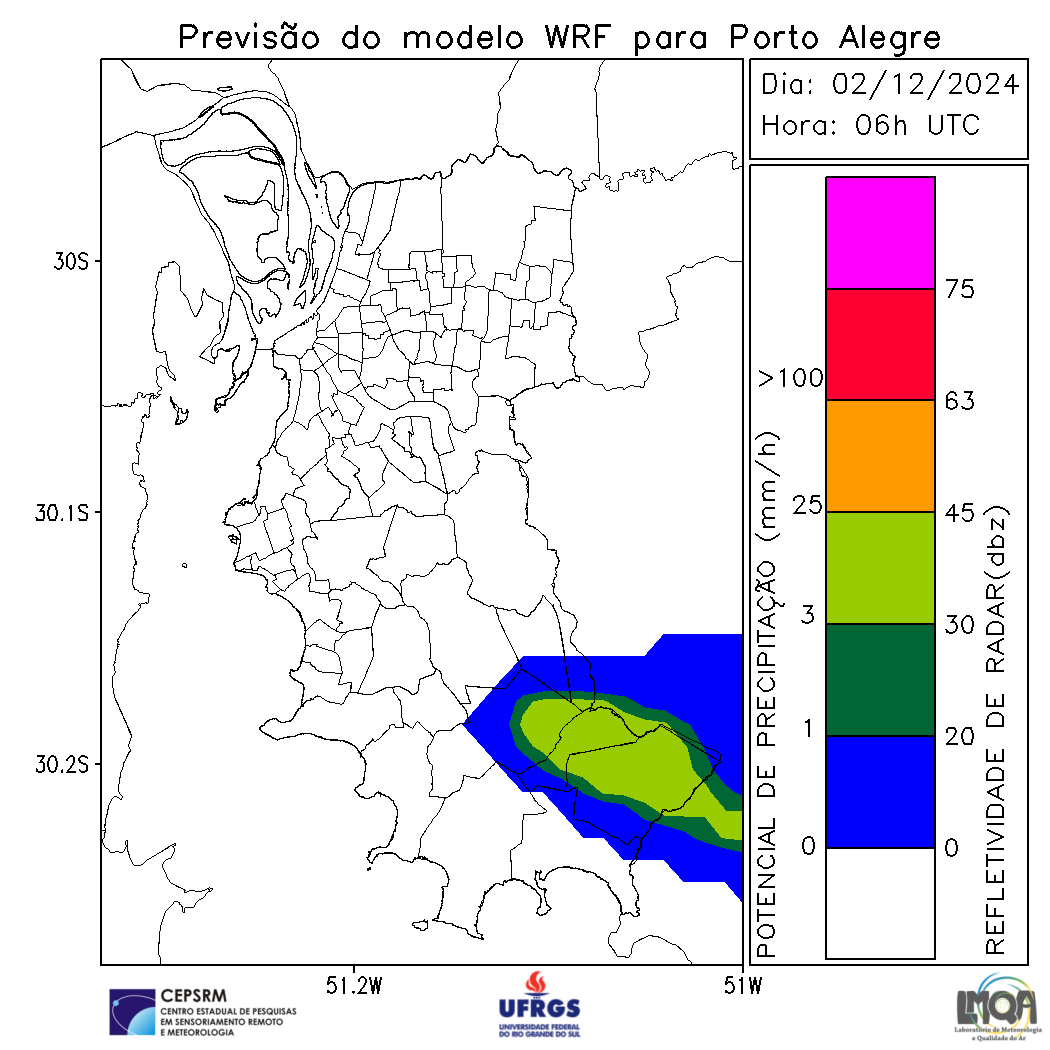 Previsão do modelo WRF para Porto Alegre
Dia: 02/12/2024
Hora: 06h UTC
30S
30.1S
30.2S
51.2W
51W
POTENCIAL DE PRECIPITAÇÃO (mm/h)
>100
25
3
1
0
75
63
45
30
20
0
REFLETIVIDADE DE RADAR(dbz)
CEPSRM
CENTRO ESTADUAL DE PESQUISAS
EM SENSORIAMENTO REMOTO
E METEOROLOGIA
UFRGS
UNIVERSIDADE FEDERAL
DO RIO GRANDE DO SUL
LMQA
Laboratório de Meteorologia
e Qualidade do Ar